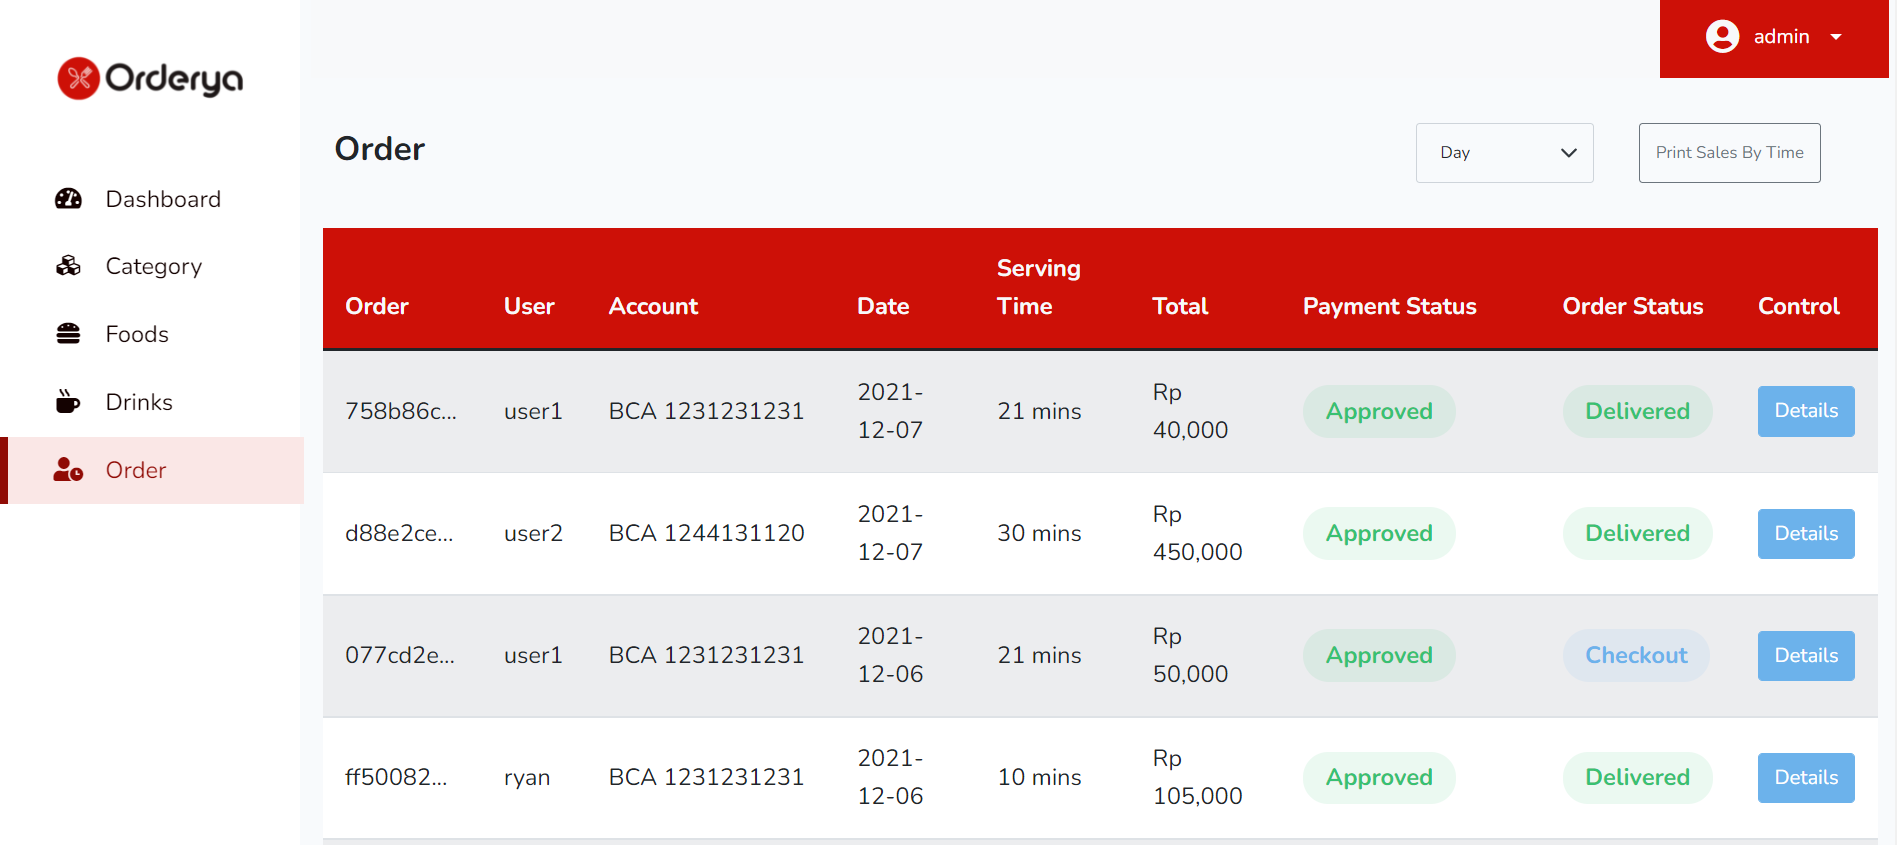 Orderya
admin
Dashboard
Category
Foods
Drinks
Order
Order
Day
Print Sales By Time
Order User Account Date Serving Time Total Payment Status Order Status Control
758b86c... user1 BCA 1231231231 2021-12-07 21 mins Rp 40,000 Approved Delivered Details
d88e2ce... user2 BCA 1244131120 2021-12-07 30 mins Rp 450,000 Approved Delivered Details
077cd2e... user1 BCA 1231231231 2021-12-06 21 mins Rp 50,000 Approved Checkout Details
ff50082... ryan BCA 1231231231 2021-12-06 10 mins Rp 105,000 Approved Delivered Details